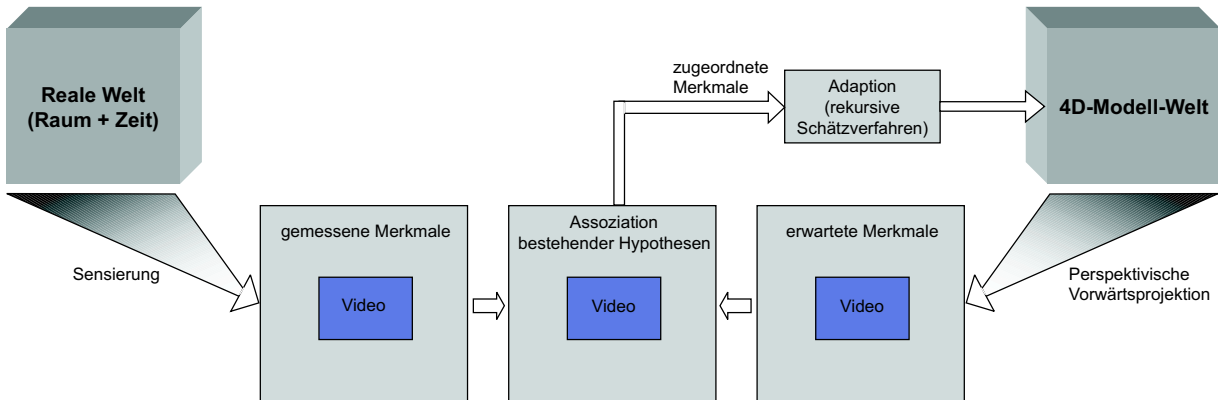 Reale Welt
(Raum + Zeit)
zugeordnete
Merkmale
Adaption
(rekursive
Schätzverfahren)
4D-Modell-Welt
Sensierung
gemessene Merkmale
Video
Assoziation
bestehender Hypothesen
Video
erwartete Merkmale
Video
Perspektivische
Vorwärtsprojektion